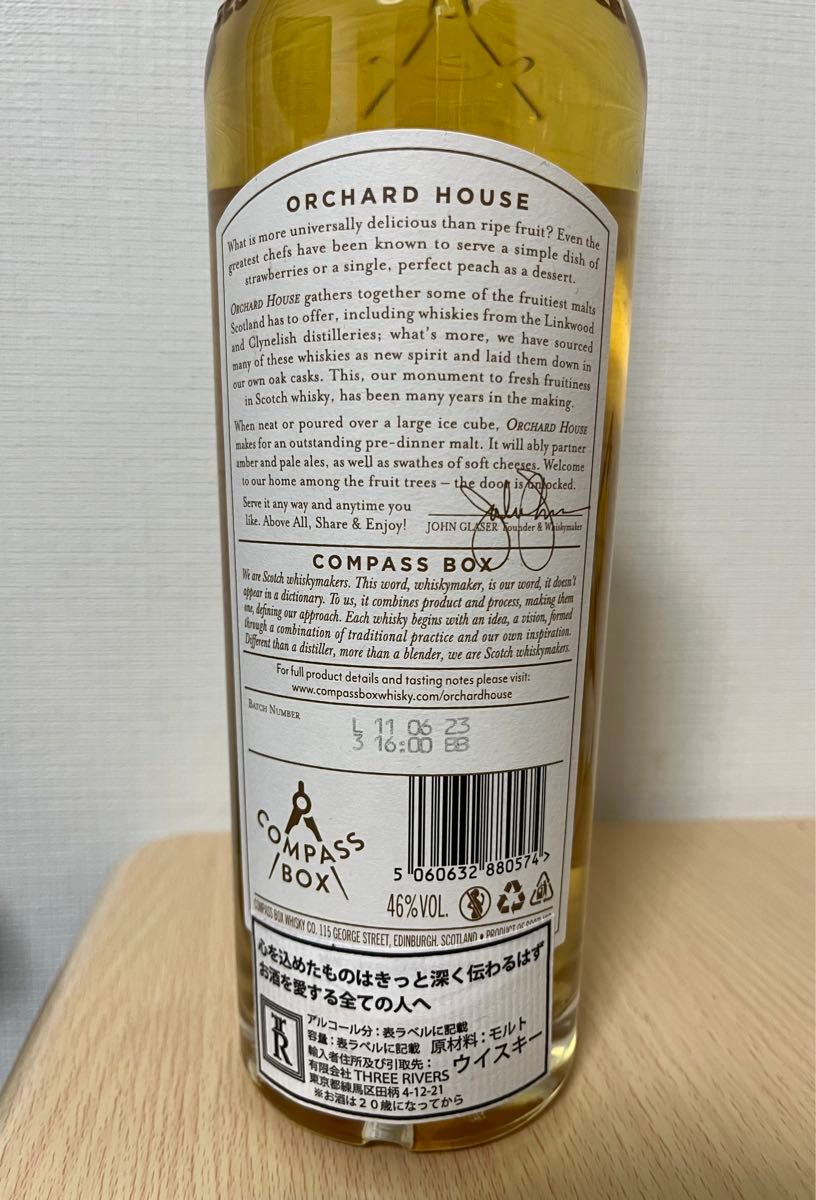 ORCHARD HOUSE
What is more universally delicious than ripe fruit? Even the
greatest chefs have been known to serve a simple dish of
strawberries or a single, perfect peach as a dessert.
ORCHARD HOUSE gathers together some of the fruitiest malts
Scotland has to offer, including whiskies from the Linkwood
and Clynelish distilleries; what's more, we have sourced
many of these whiskies as new spirit and laid them down in
our own oak casks. This, our monument to fresh fruitiness
in Scotch whisky, has been many years in the making.
When neat or poured over a large ice cube, ORCHARD HOUSE
makes for an outstanding pre-dinner malt. It will ably partner
amber and pale ales, as well as swathes of soft cheeses. Welcome
to our home among the fruit trees – the door is unlocked.
Serve it any way and anytime you
like. Above All, Share & Enjoy!
JOHN GLASER Founder & Whiskymaker
COMPASS BOX
We are Scotch whiskymakers. This word, whiskymaker, is our word, it doesn't
appear in a dictionary. To us, it combines product and process, making them
one, defining our approach. Each whisky begins with an idea, a vision, formed
through a combination of traditional practice and our own inspiration.
Different than a distiller, more than a blender, we are Scotch whiskymakers.
For full product details and tasting notes please visit:
www.compassboxwhisky.com/orchardhouse
BATCH NUMBER
L 11 06 23
3 16:00 BB
COMPASS
BOX
5 060632 880574 >
46%VOL.
COMPASS BOX WHISKY CO. 115 GEORGE STREET, EDINBURGH, SCOTLAND • PRODUCT OF SCOTLAND
心を込めたものはきっと深く伝わるはず
お酒を愛する全ての人へ
TR
アルコール分：表ラベルに記載
容量：表ラベルに記載 原材料：モルト
ウイスキー
輸入者住所及び引取先：
有限会社 THREE RIVERS
東京都練馬区田柄 4-12-21
※お酒は２０歳になってから